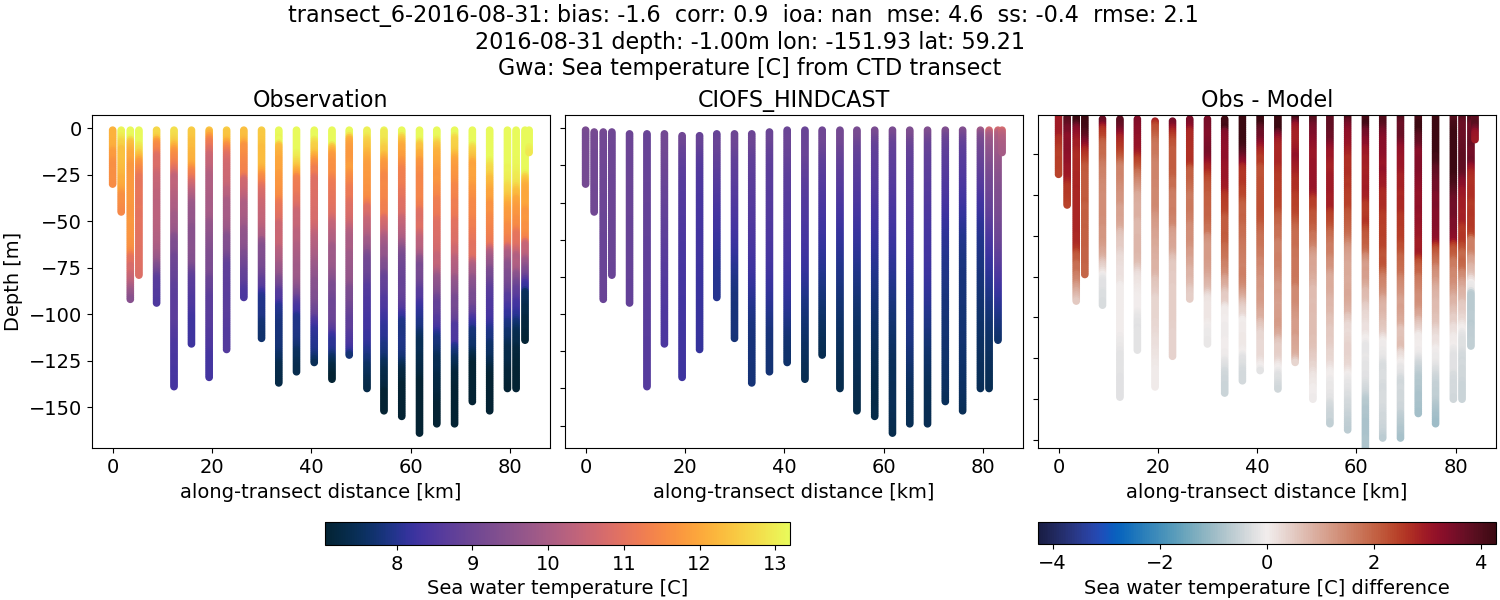 transect_6-2016-08-31: bias: -1.6  corr: 0.9  ioa: nan  mse: 4.6  ss: -0.4  rmse: 2.1
2016-08-31 depth: -1.00m lon: -151.93 lat: 59.21
Gwa: Sea temperature [C] from CTD transect
Observation
CIOFS_HINDCAST
Obs - Model
Depth [m]
0
−25
−50
−75
−100
−125
−150
0 20 40 60 80
0 20 40 60 80
0 20 40 60 80
along-transect distance [km]
along-transect distance [km]
along-transect distance [km]
8 9 10 11 12 13
Sea water temperature [C]
−4 −2 0 2 4
Sea water temperature [C] difference